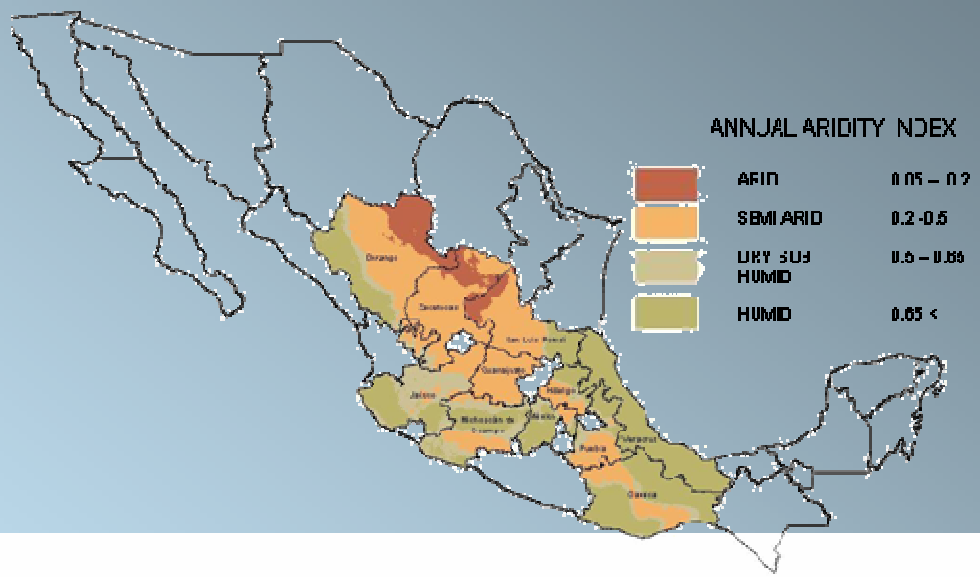 ANNUAL ARIDITY INDEX
ARID 0.05 – 0.2
SEMI ARID 0.2 -0.5
DRY SUB 0.5 – 0.65
HUMID
HUMID 0.65 <
Durango
Zacatecas
San Luis Potosí
Guanajuato
Hidalgo
Jalisco
Michoacán de
Ocampo
México
Veracruz
Puebla
Oaxaca